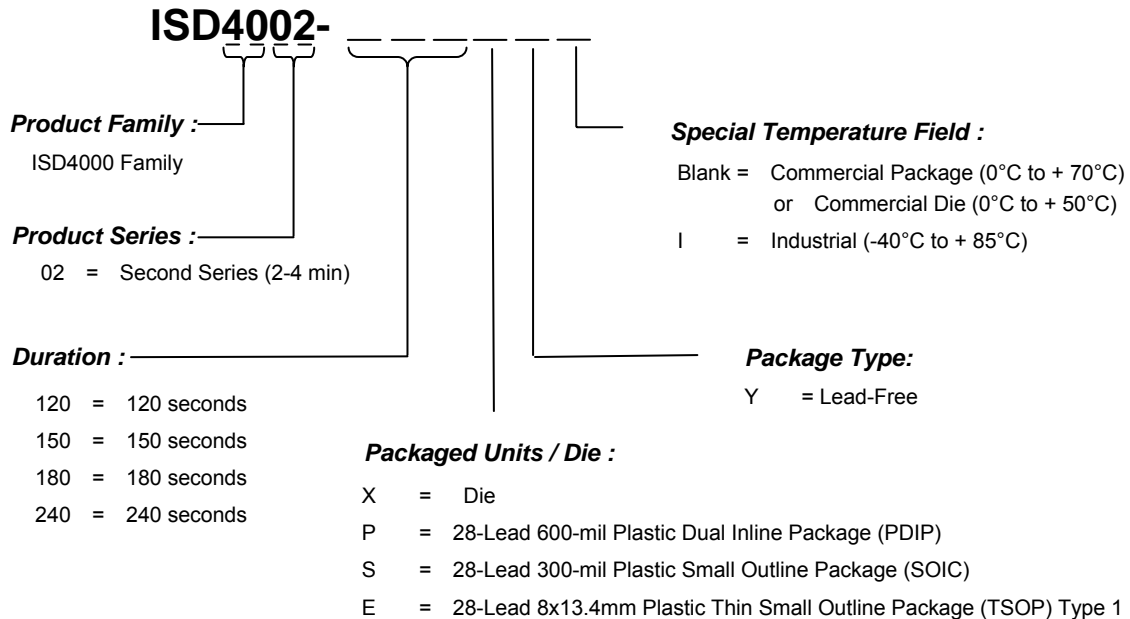 ISD4002- _ _ _ _ _ _
Product Family :
ISD4000 Family
Product Series :
02 = Second Series (2-4 min)
Duration :
120 = 120 seconds
150 = 150 seconds
180 = 180 seconds
240 = 240 seconds
Special Temperature Field :
Blank = Commercial Package (0°C to + 70°C)
or Commercial Die (0°C to + 50°C)
I = Industrial (-40°C to + 85°C)
Package Type:
Y = Lead-Free
Packaged Units / Die :
X = Die
P = 28-Lead 600-mil Plastic Dual Inline Package (PDIP)
S = 28-Lead 300-mil Plastic Small Outline Package (SOIC)
E = 28-Lead 8x13.4mm Plastic Thin Small Outline Package (TSOP) Type 1